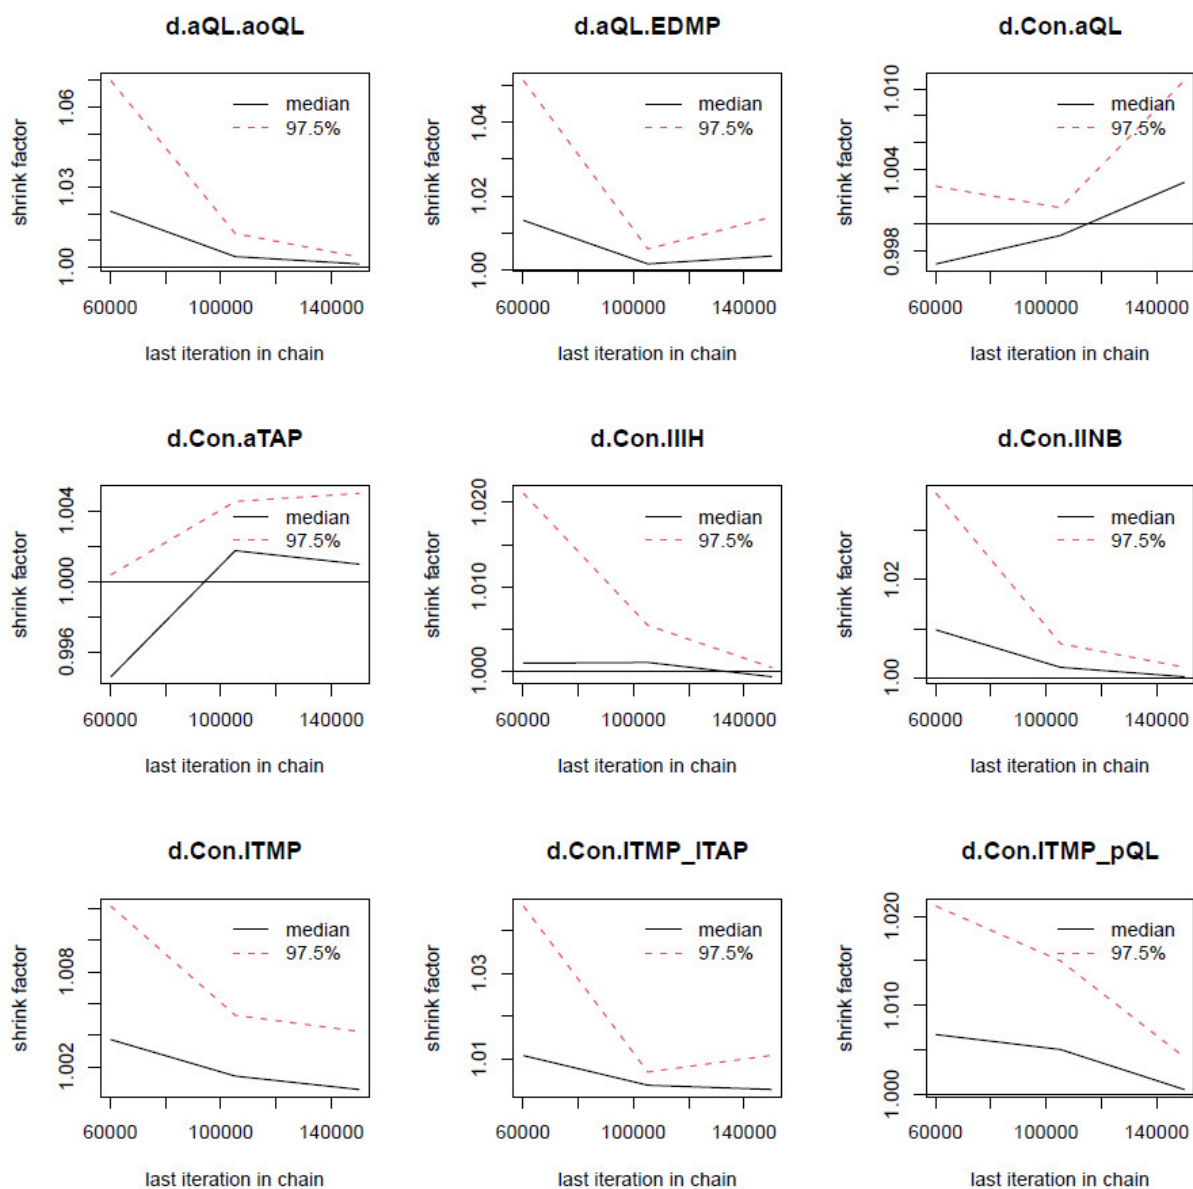 d.aQL.aoQL
shrink factor
1.00 1.03 1.06
median
97.5%
60000 100000 140000
last iteration in chain
d.aQL.EDMP
shrink factor
1.00 1.02 1.04
median
97.5%
60000 100000 140000
last iteration in chain
d.Con.aQL
shrink factor
0.998 1.004 1.010
median
97.5%
60000 100000 140000
last iteration in chain
d.Con.aTAP
shrink factor
0.996 1.000 1.004
median
97.5%
60000 100000 140000
last iteration in chain
d.Con.IIIH
shrink factor
1.000 1.010 1.020
median
97.5%
60000 100000 140000
last iteration in chain
d.Con.IINB
shrink factor
1.00 1.02
median
97.5%
60000 100000 140000
last iteration in chain
d.Con.ITMP
shrink factor
1.002 1.008
median
97.5%
60000 100000 140000
last iteration in chain
d.Con.ITMP_ITAP
shrink factor
1.01 1.03
median
97.5%
60000 100000 140000
last iteration in chain
d.Con.ITMP_pQL
shrink factor
1.000 1.010 1.020
median
97.5%
60000 100000 140000
last iteration in chain